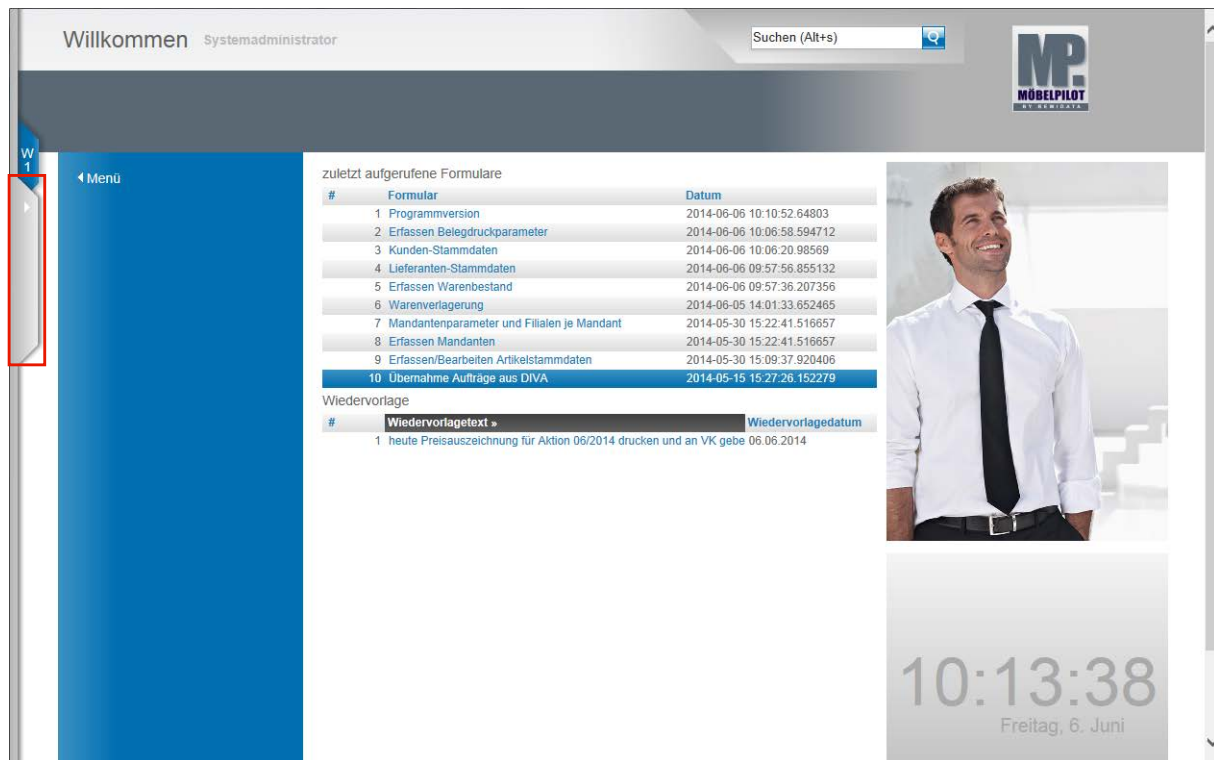 Willkommen Systemadministrator
Suchen (Alt+s)
MP.
MÖBELPILOT
BY SEMIDATA
W
1
Menü
zuletzt aufgerufene Formulare
# Formular Datum
1 Programmversion 2014-06-06 10:10:52.64803
2 Erfassen Belegdruckparameter 2014-06-06 10:06:58.594712
3 Kunden-Stammdaten 2014-06-06 10:06:20.98569
4 Lieferanten-Stammdaten 2014-06-06 09:57:56.855132
5 Erfassen Warenbestand 2014-06-06 09:57:36.207356
6 Warenverlagerung 2014-06-05 14:01:33.652465
7 Mandantenparameter und Filialen je Mandant 2014-05-30 15:22:41.516657
8 Erfassen Mandanten 2014-05-30 15:22:41.516657
9 Erfassen/Bearbeiten Artikelstammdaten 2014-05-30 15:09:37.920406
10 Übernahme Aufträge aus DIVA 2014-05-15 15:27:26.152279
Wiedervorlage
# Wiedervorlagetext » Wiedervorlagedatum
1 heute Preisauszeichnung für Aktion 06/2014 drucken und an VK gebe 06.06.2014
10:13:38
Freitag, 6. Juni